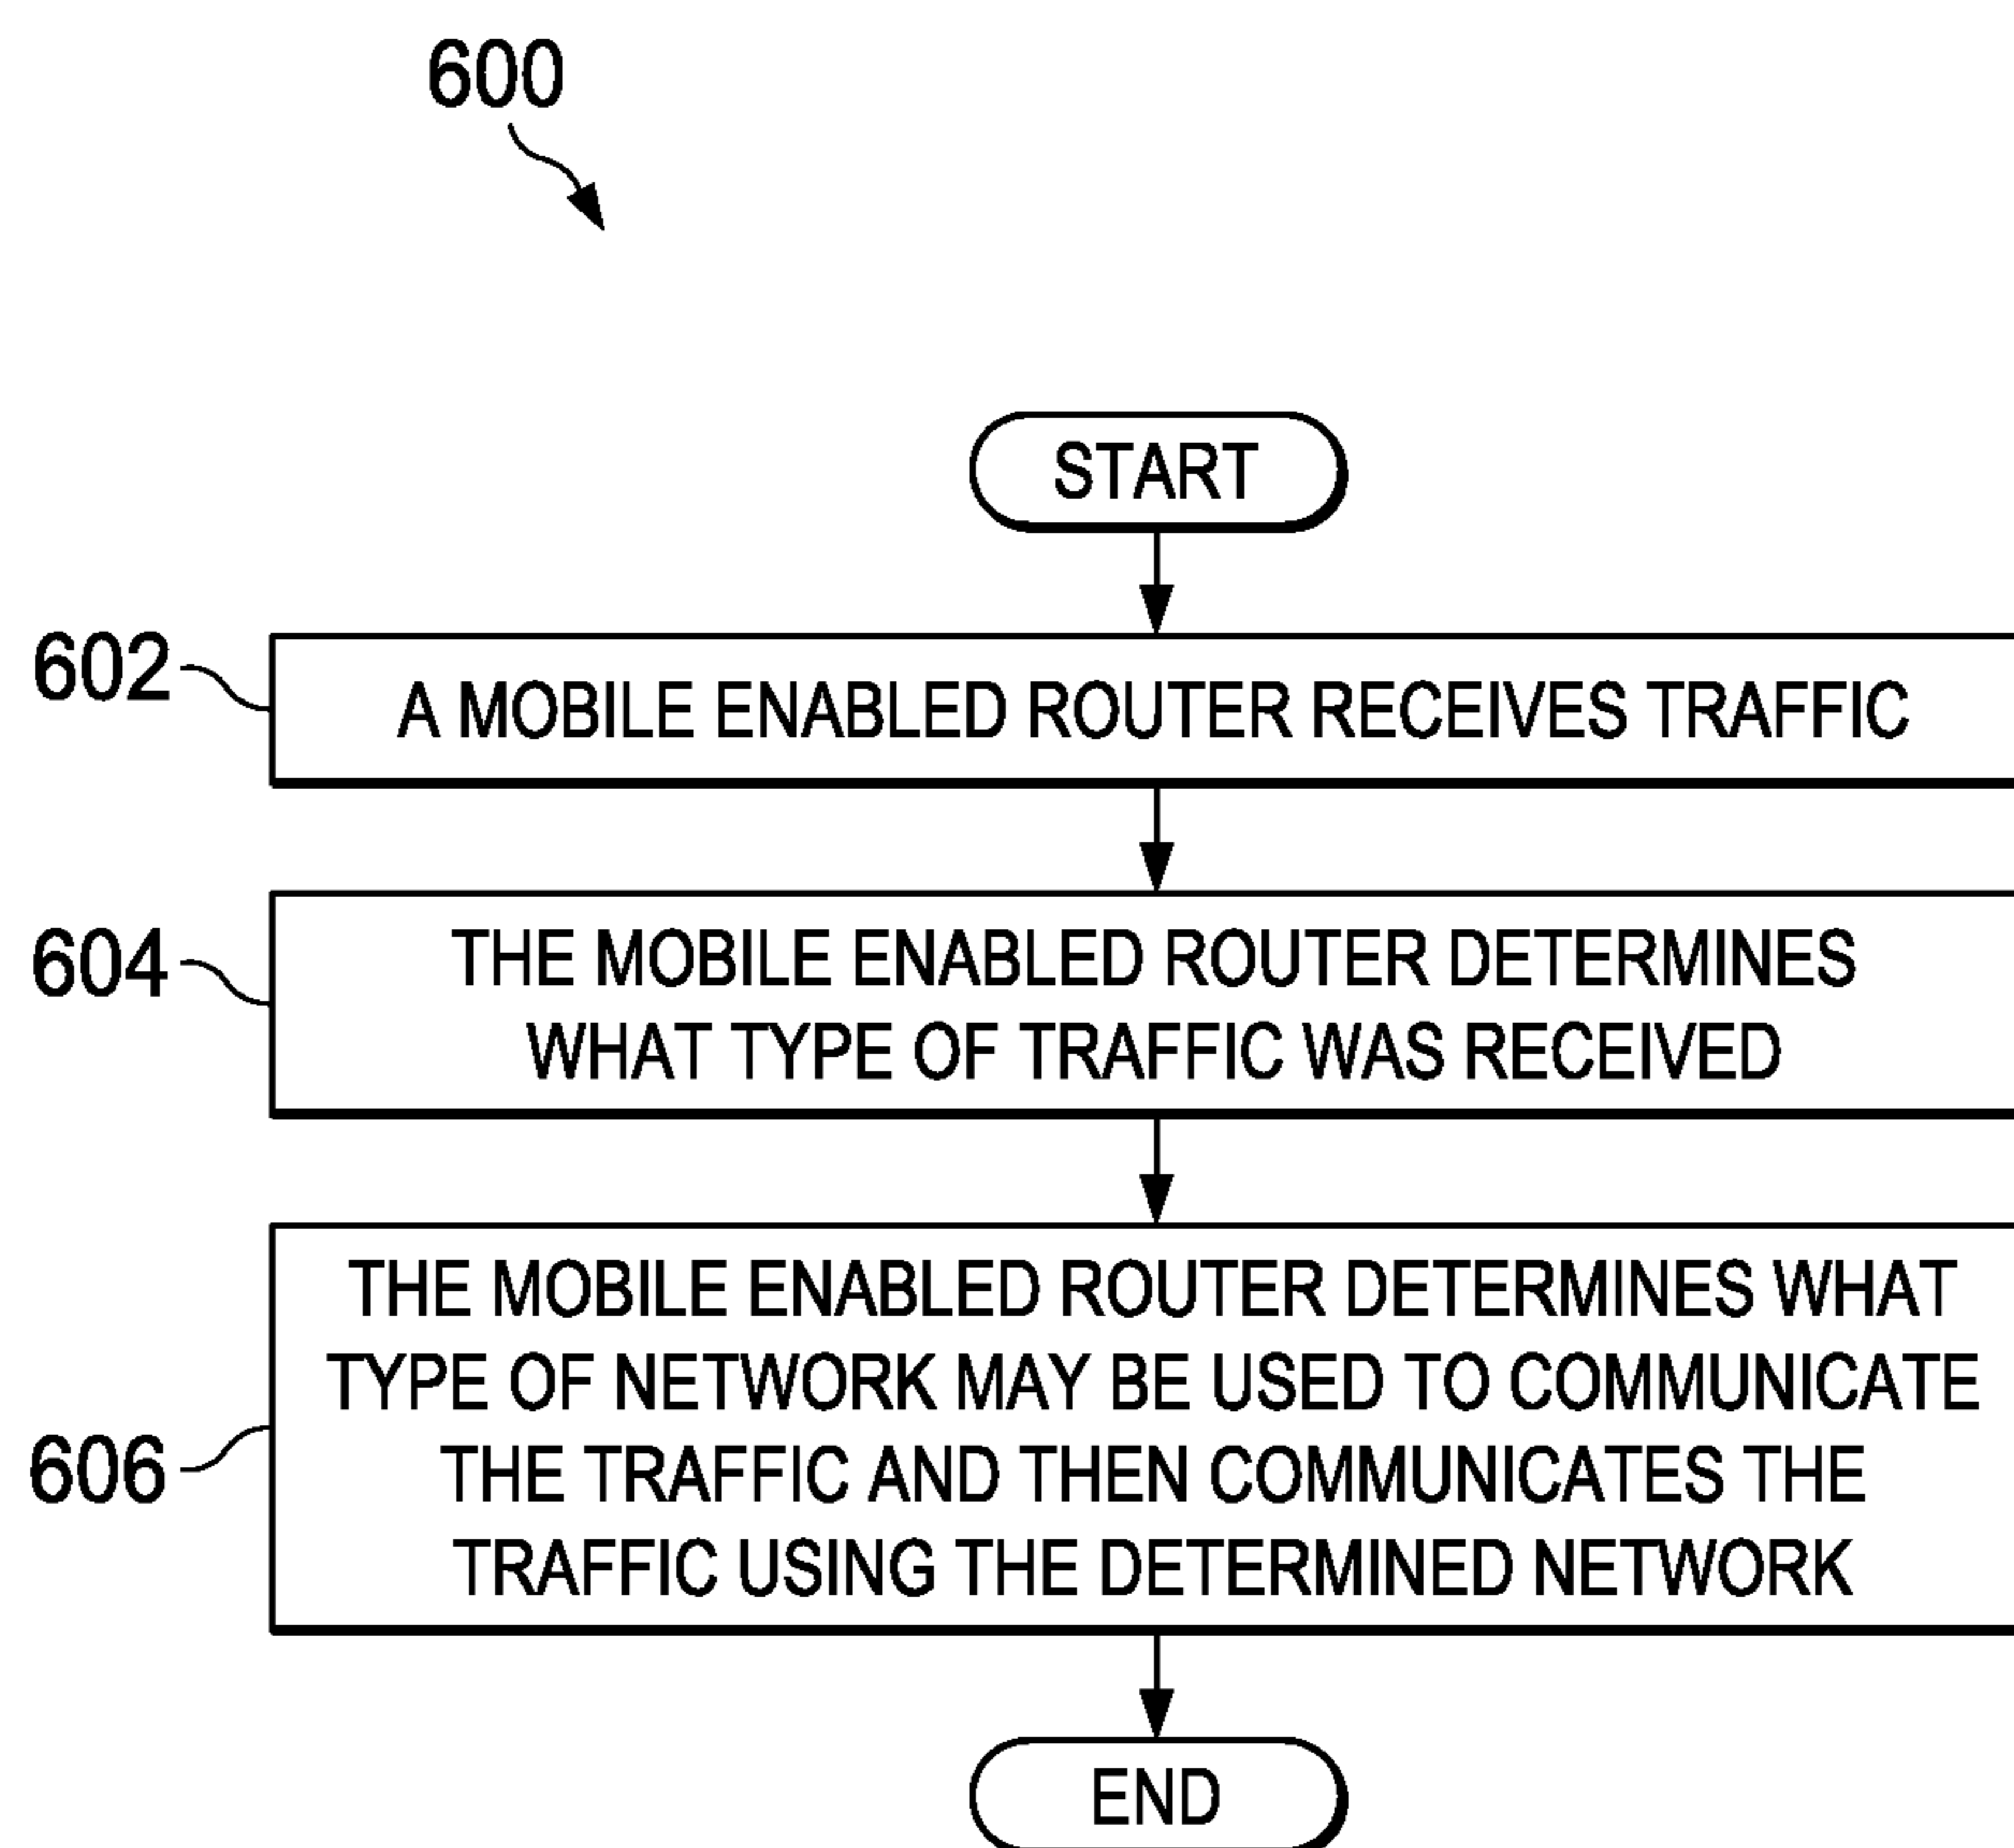 600
START
602
A MOBILE ENABLED ROUTER RECEIVES TRAFFIC
604
THE MOBILE ENABLED ROUTER DETERMINES
WHAT TYPE OF TRAFFIC WAS RECEIVED
606
THE MOBILE ENABLED ROUTER DETERMINES WHAT
TYPE OF NETWORK MAY BE USED TO COMMUNICATE
THE TRAFFIC AND THEN COMMUNICATES THE
TRAFFIC USING THE DETERMINED NETWORK
END